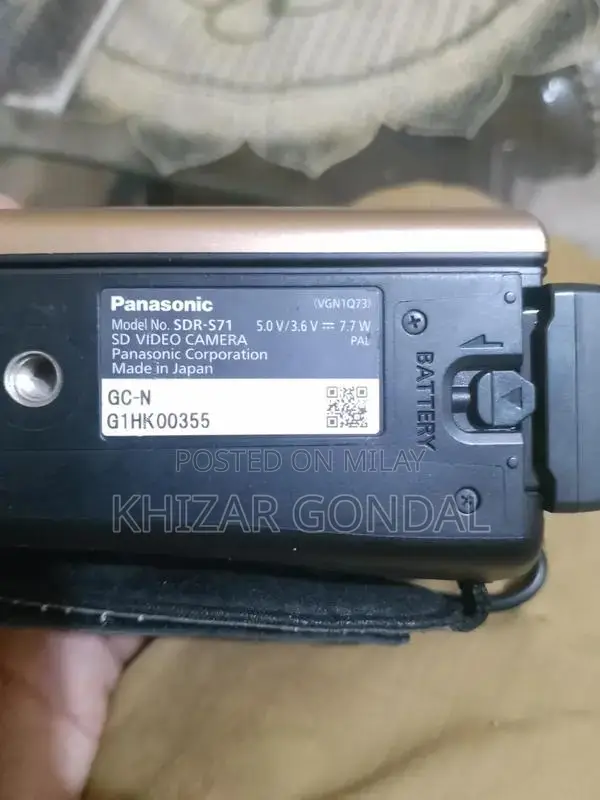 Panasonic (VGN1Q73)
Model No. SDR-S71 5.0 V/3.6 V ⎓ 7.7 W
SD VIDEO CAMERA PAL
Panasonic Corporation
Made in Japan
GC-N
G1HK00355
BATTERY
POSTED ON MILAY
KHIZAR GONDAL